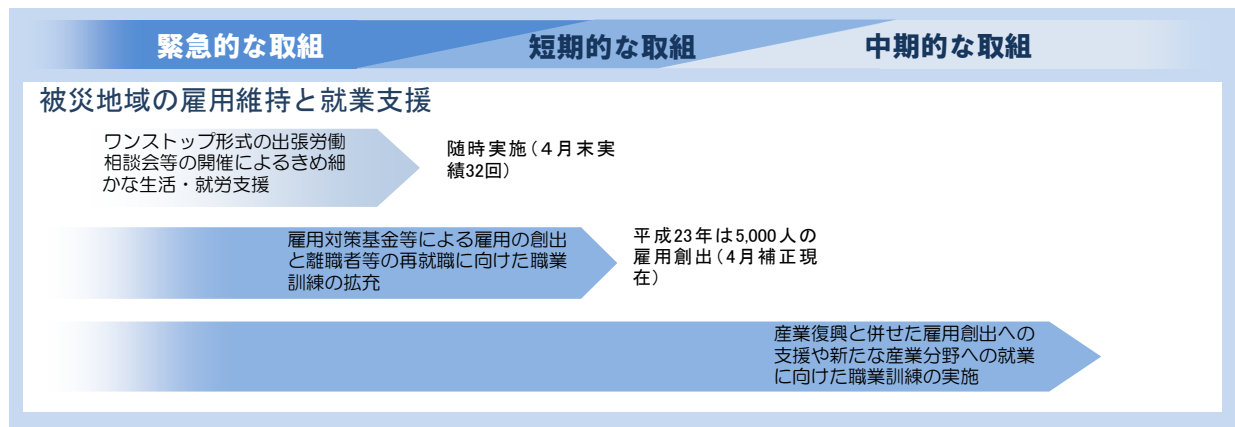 緊急的な取組
短期的な取組
中期的な取組
被災地域の雇用維持と就業支援
ワンストップ形式の出張労働
相談会等の開催によるきめ細
かな生活・就労支援
随時実施(4月末実
績32回)
雇用対策基金等による雇用の創出
と離職者等の再就職に向けた職業
訓練の拡充
平成23年は5,000人の
雇用創出(4月補正現
在)
産業復興と併せた雇用創出への
支援や新たな産業分野への就業
に向けた職業訓練の実施